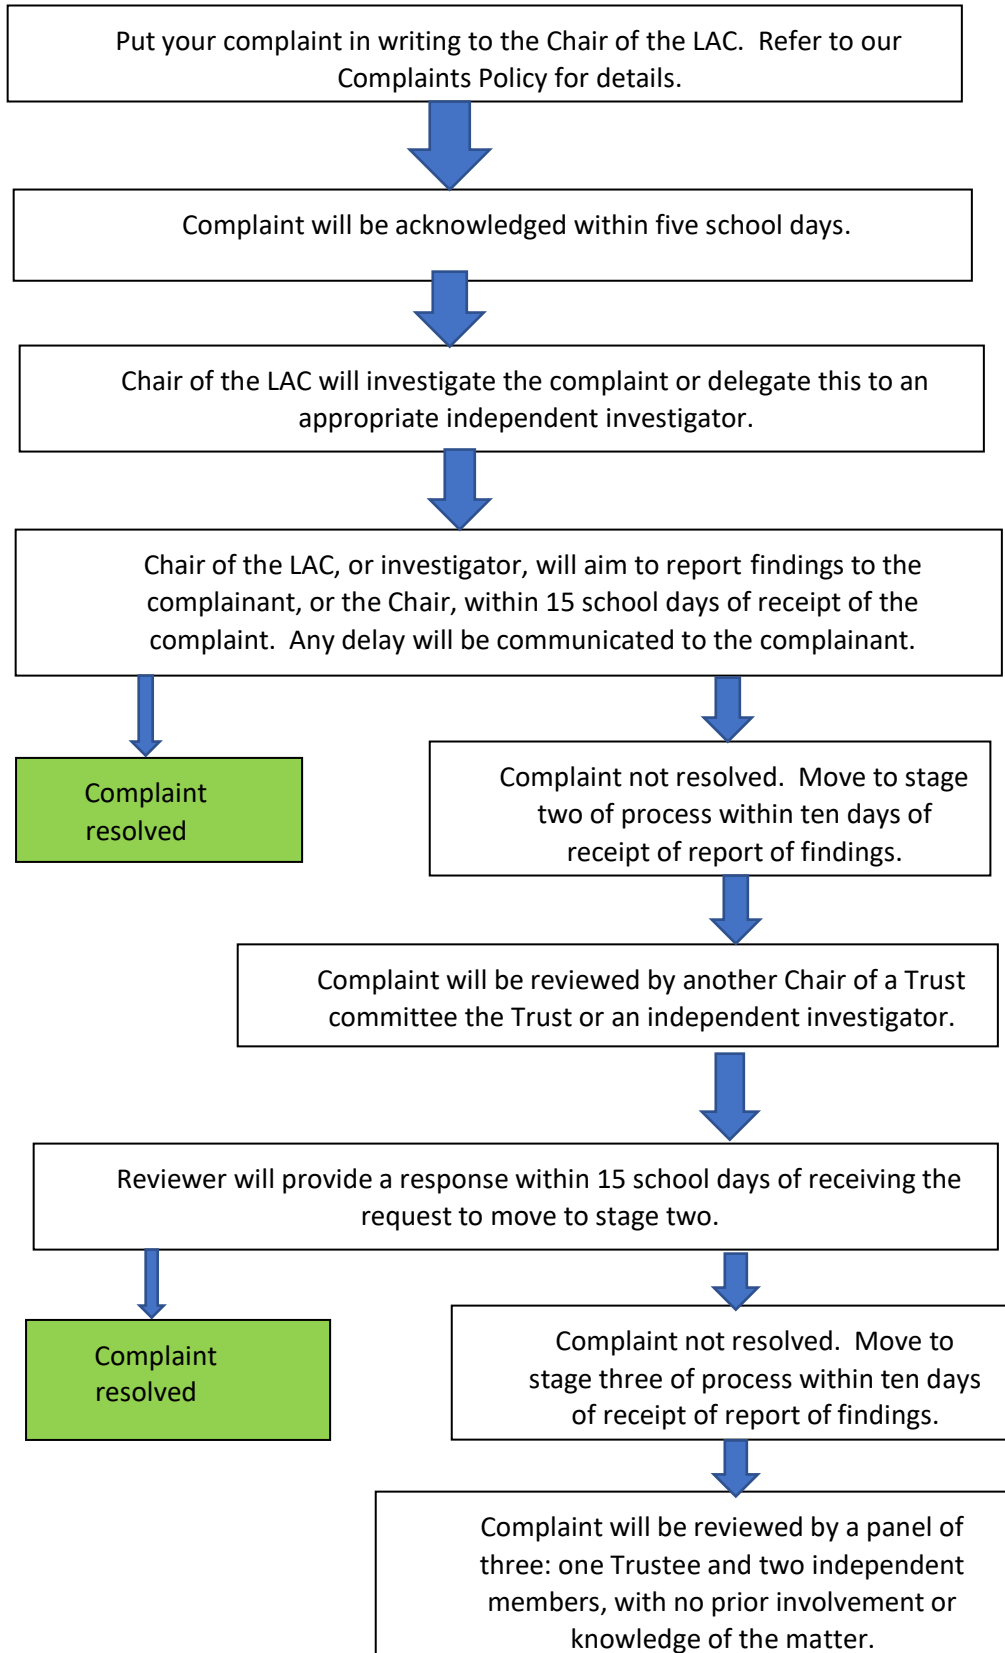 Put your complaint in writing to the Chair of the LAC.  Refer to our
Complaints Policy for details.
Complaint will be acknowledged within five school days.
Chair of the LAC will investigate the complaint or delegate this to an
appropriate independent investigator.
Chair of the LAC, or investigator, will aim to report findings to the
complainant, or the Chair, within 15 school days of receipt of the
complaint.  Any delay will be communicated to the complainant.
Complaint
resolved
Complaint not resolved.  Move to stage
two of process within ten days of
receipt of report of findings.
Complaint will be reviewed by another Chair of a Trust
committee the Trust or an independent investigator.
Reviewer will provide a response within 15 school days of receiving the
request to move to stage two.
Complaint
resolved
Complaint not resolved.  Move to
stage three of process within ten days
of receipt of report of findings.
Complaint will be reviewed by a panel of
three: one Trustee and two independent
members, with no prior involvement or
knowledge of the matter.